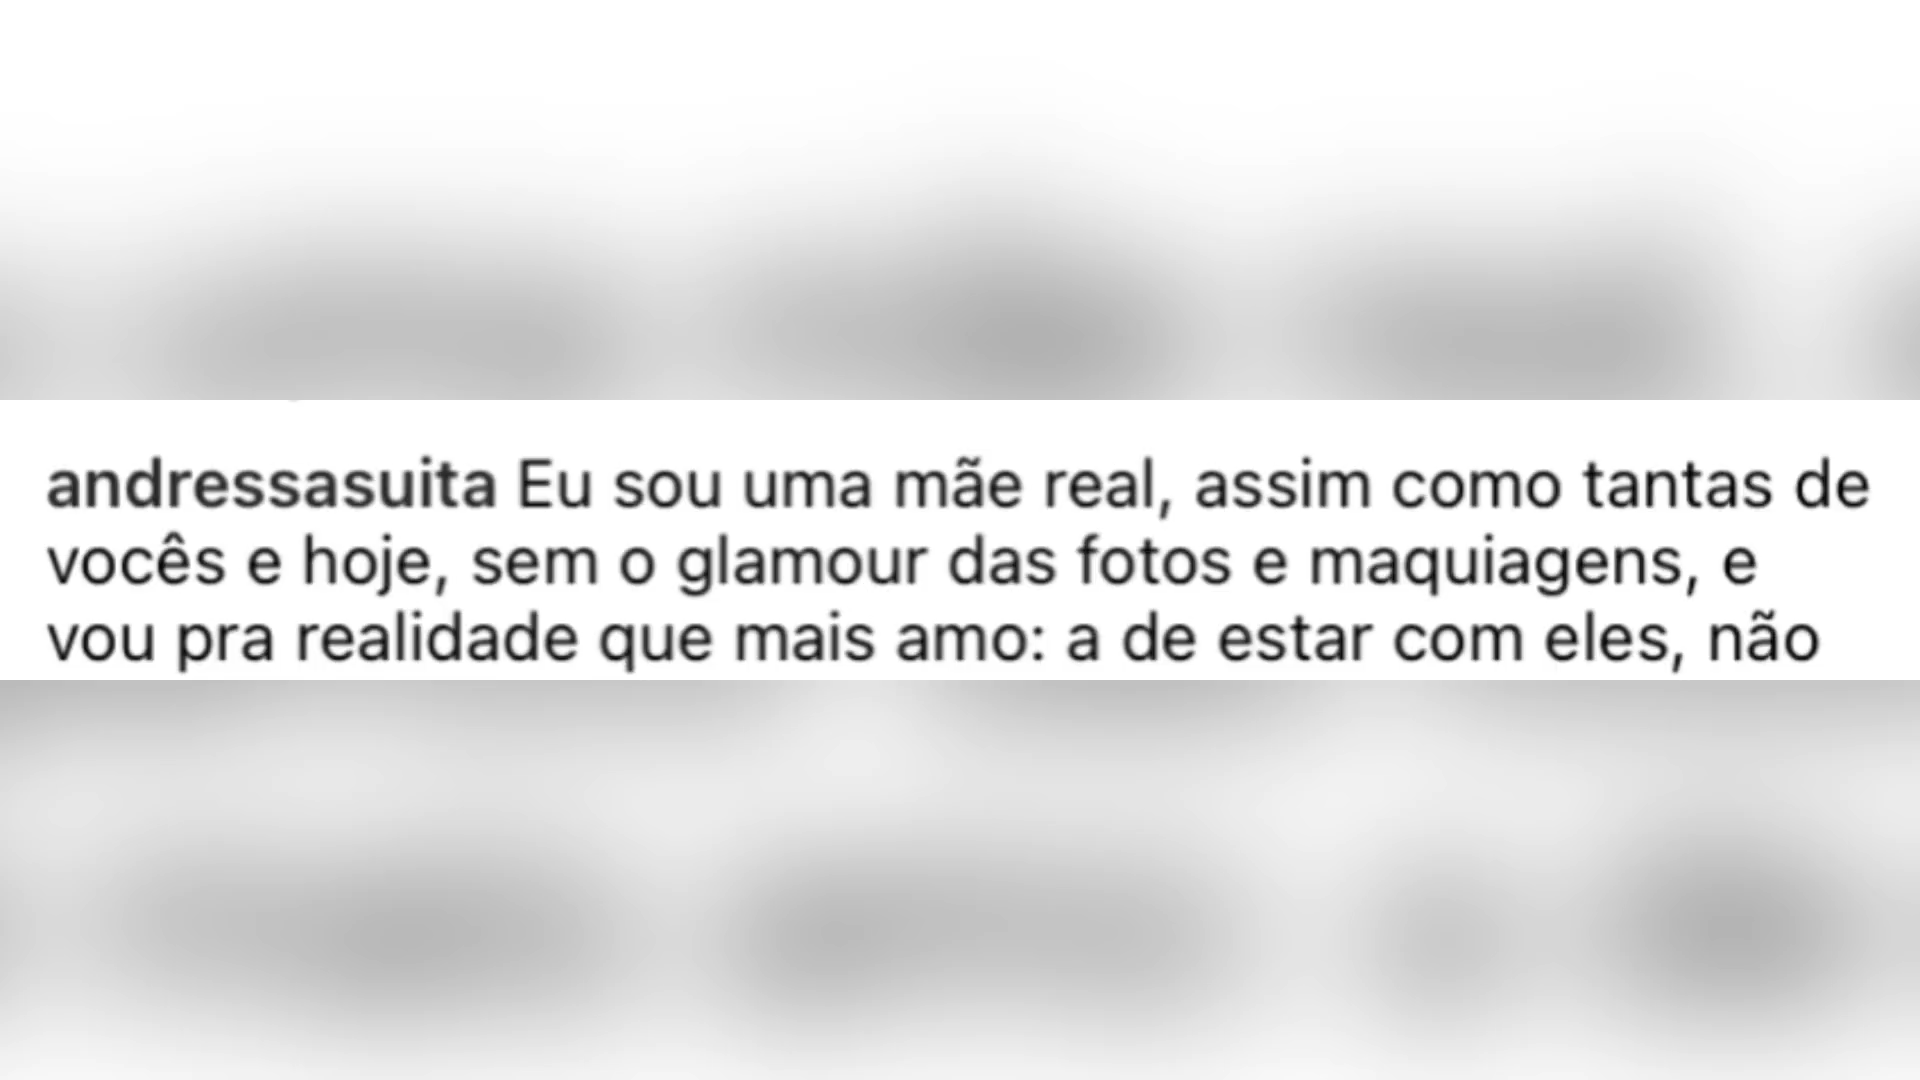 andressasuita Eu sou uma mãe real, assim como tantas de
vocês e hoje, sem o glamour das fotos e maquiagens, e
vou pra realidade que mais amo: a de estar com eles, não